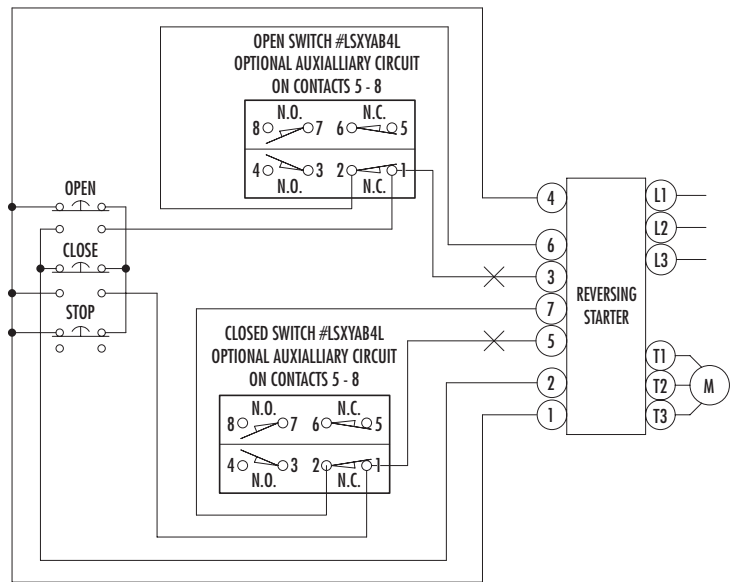 OPEN SWITCH #LSXYAB4L
OPTIONAL AUXIALLIARY CIRCUIT
ON CONTACTS 5 - 8
N.O. N.C.
8 7 6 5
4 3 2 1
N.O. N.C.
OPEN
CLOSE
STOP
CLOSED SWITCH #LSXYAB4L
OPTIONAL AUXIALLIARY CIRCUIT
ON CONTACTS 5 - 8
N.O. N.C.
8 7 6 5
4 3 2 1
N.O. N.C.
4
6
3
7
5
2
1
REVERSING
STARTER
L1
L2
L3
T1
T2
T3
M